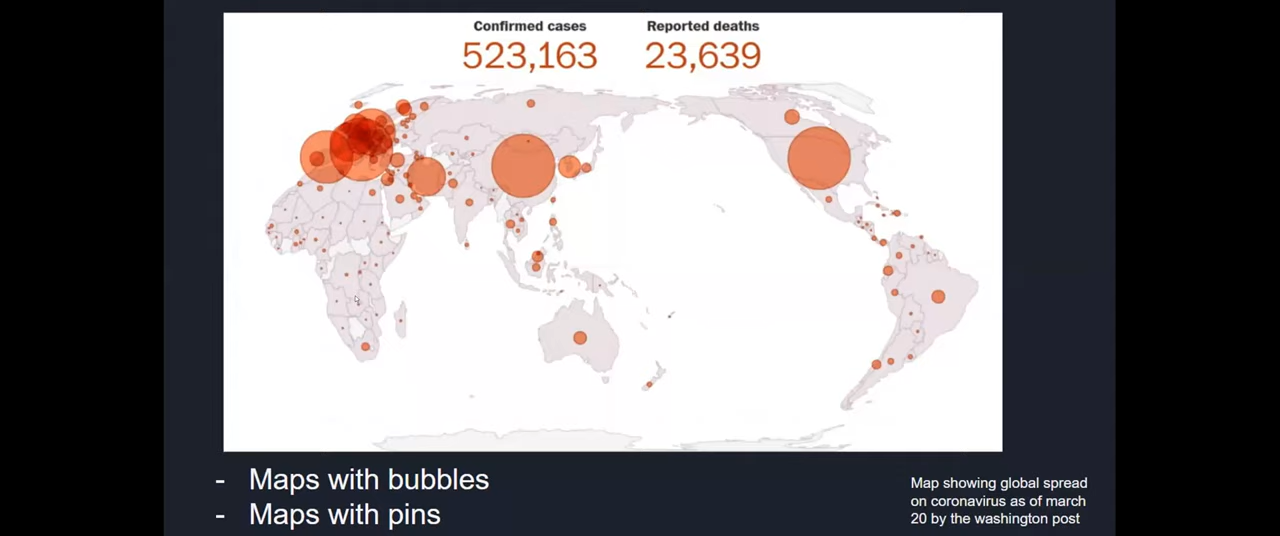 Confirmed cases
Reported deaths
523,163
23,639
- Maps with bubbles
- Maps with pins
Map showing global spread
on coronavirus as of march
20 by the washington post